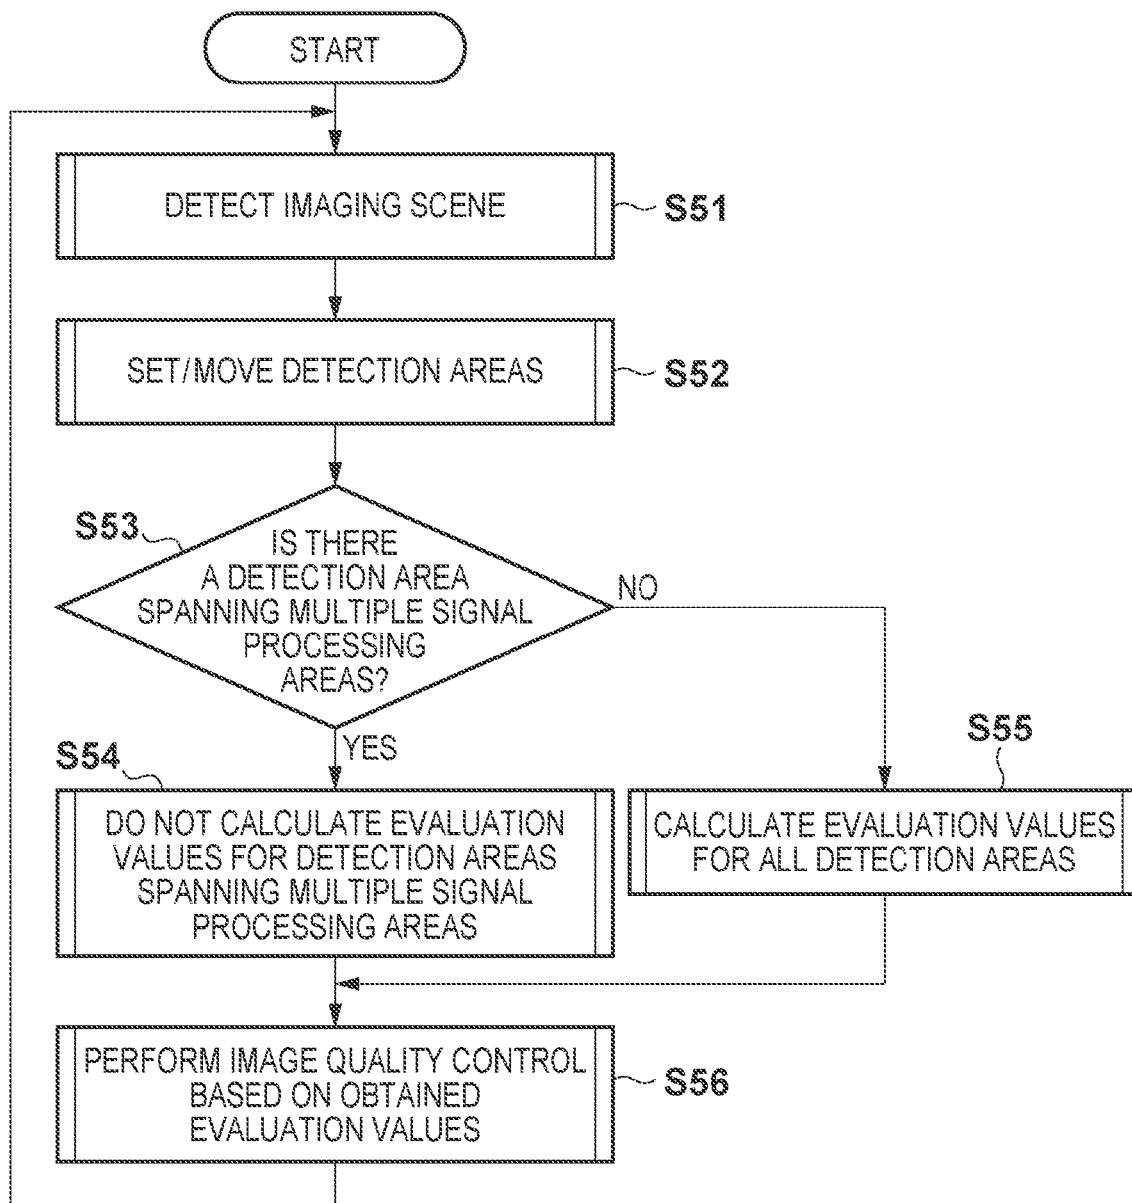 START
DETECT IMAGING SCENE
S51
SET/MOVE DETECTION AREAS
S52
S53
IS THERE
A DETECTION AREA
SPANNING MULTIPLE SIGNAL
PROCESSING
AREAS?
NO
YES
S54
DO NOT CALCULATE EVALUATION
VALUES FOR DETECTION AREAS
SPANNING MULTIPLE SIGNAL
PROCESSING AREAS
S55
CALCULATE EVALUATION VALUES
FOR ALL DETECTION AREAS
PERFORM IMAGE QUALITY CONTROL
BASED ON OBTAINED
EVALUATION VALUES
S56